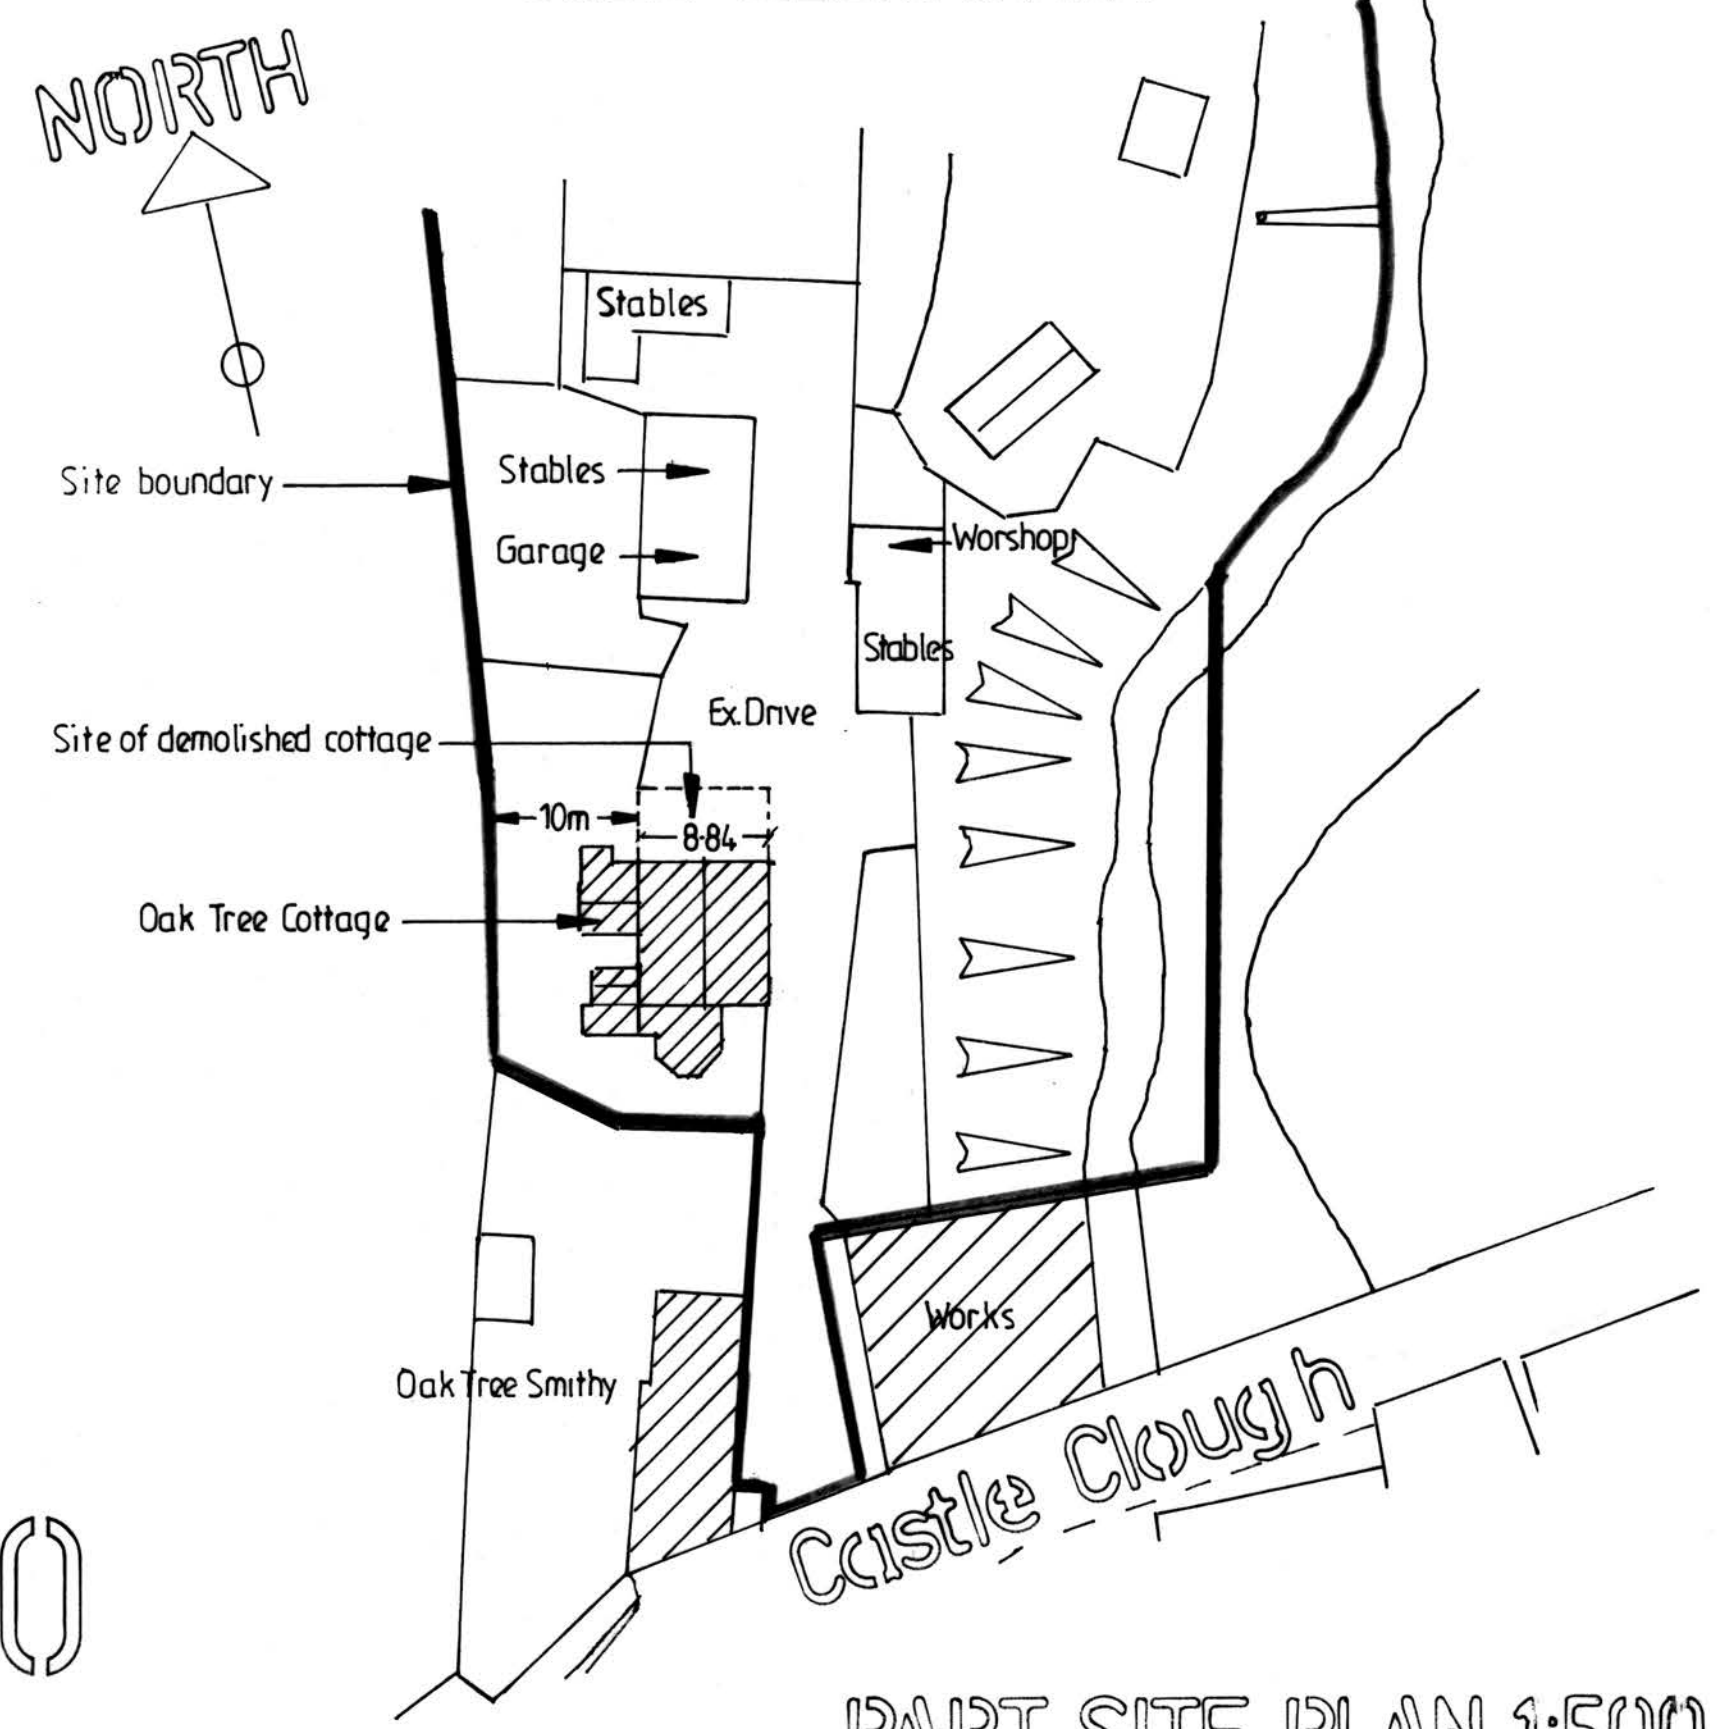 NORTH
Stables
Stables
Site boundary
Garage
Worshop
Stables
Ex. Drive
Site of demolished cottage
10m
8·84
Oak Tree Cottage
Works
Oak Tree Smithy
Castle Clough
0
PART SITE PLAN 1:500